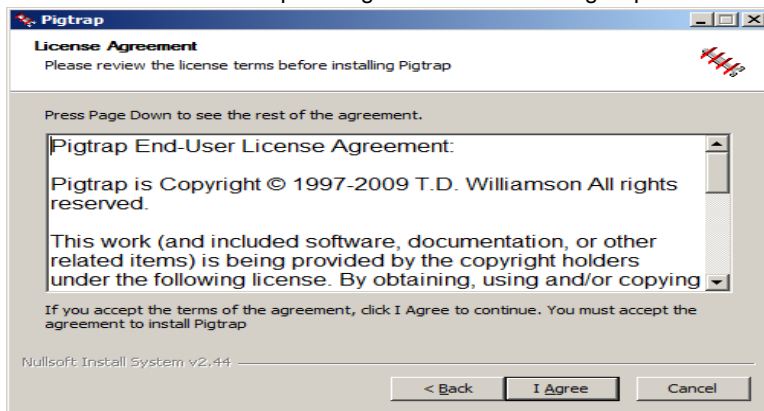 Pigtrap
License Agreement
Please review the license terms before installing Pigtrap
Press Page Down to see the rest of the agreement.
Pigtrap End-User License Agreement:
Pigtrap is Copyright © 1997-2009 T.D. Williamson All rights
reserved.
This work (and included software, documentation, or other
related items) is being provided by the copyright holders
under the following license. By obtaining, using and/or copying
If you accept the terms of the agreement, click I Agree to continue. You must accept the
agreement to install Pigtrap
Nullsoft Install System v2.44
< Back I Agree Cancel